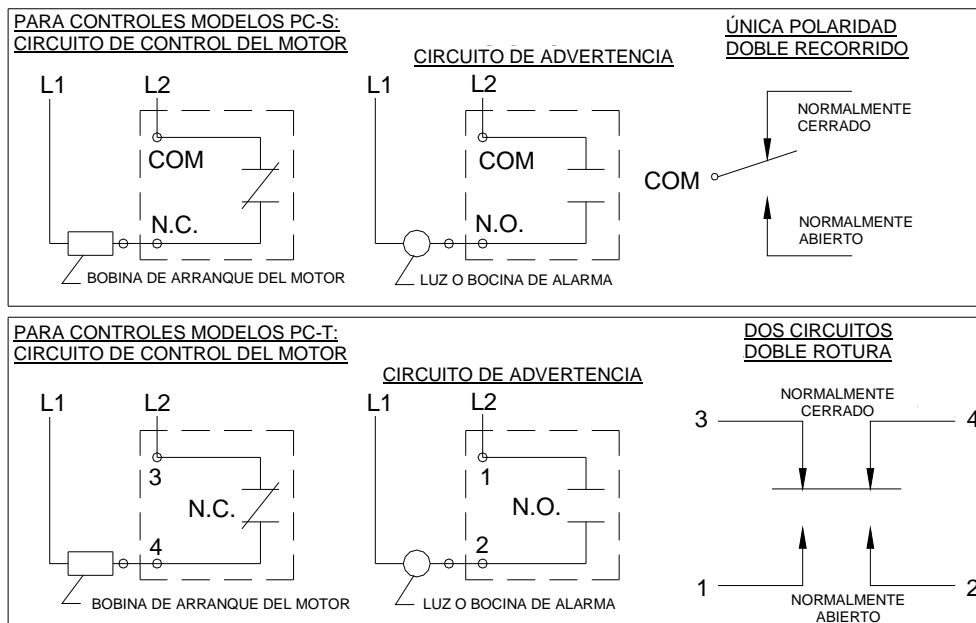 PARA CONTROLES MODELOS PC-S:
CIRCUITO DE CONTROL DEL MOTOR
L1
L2
COM
N.C.
BOBINA DE ARRANQUE DEL MOTOR
CIRCUITO DE ADVERTENCIA
L1
L2
COM
N.O.
LUZ O BOCINA DE ALARMA
ÚNICA POLARIDAD
DOBLE RECORRIDO
NORMALMENTE
CERRADO
COM
NORMALMENTE
ABIERTO
PARA CONTROLES MODELOS PC-T:
CIRCUITO DE CONTROL DEL MOTOR
L1
L2
3
N.C.
4
BOBINA DE ARRANQUE DEL MOTOR
CIRCUITO DE ADVERTENCIA
L1
L2
1
N.O.
2
LUZ O BOCINA DE ALARMA
DOS CIRCUITOS
DOBLE ROTURA
NORMALMENTE
CERRADO
3
4
1
2
NORMALMENTE
ABIERTO